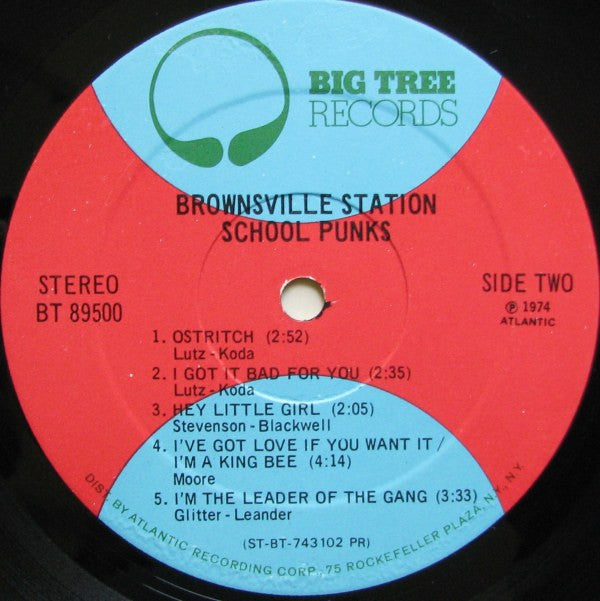 BIG TREE
RECORDS
BROWNSVILLE STATION
SCHOOL PUNKS
STEREO
BT 89500
SIDE TWO
℗ 1974
ATLANTIC
1. OSTRITCH (2:52)
Lutz - Koda
2. I GOT IT BAD FOR YOU (2:35)
Lutz - Koda
3. HEY LITTLE GIRL (2:05)
Stevenson - Blackwell
4. I'VE GOT LOVE IF YOU WANT IT /
I'M A KING BEE (4:14)
Moore
5. I'M THE LEADER OF THE GANG (3:33)
Glitter - Leander
(ST-BT-743102 PR)
DIST. BY ATLANTIC RECORDING CORP., 75 ROCKEFELLER PLAZA, N.Y., N.Y.